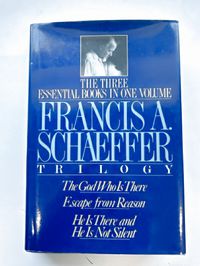 THE THREE
ESSENTIAL BOOKS IN ONE VOLUME
FRANCIS A.
SCHAEFFER
TRILOGY
The God Who Is There
Escape from Reason
He Is There and
He Is Not Silent